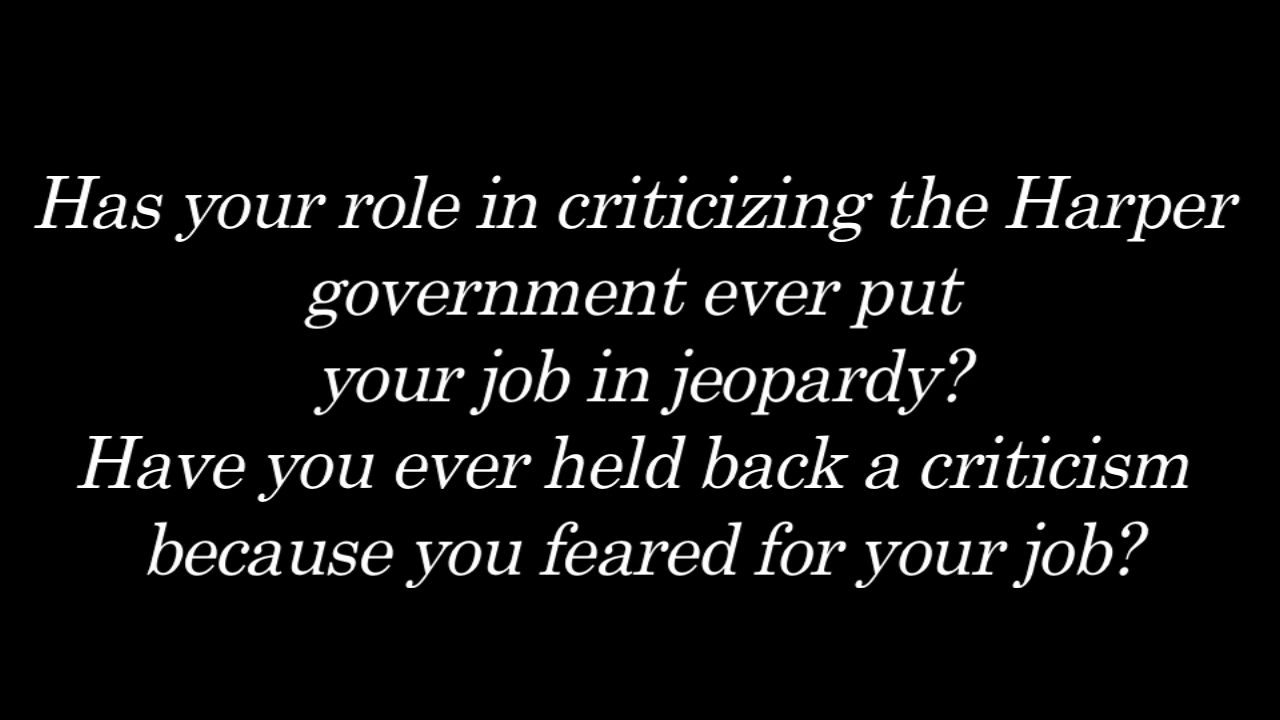 Has your role in criticizing the Harper
government ever put
your job in jeopardy?
Have you ever held back a criticism
because you feared for your job?